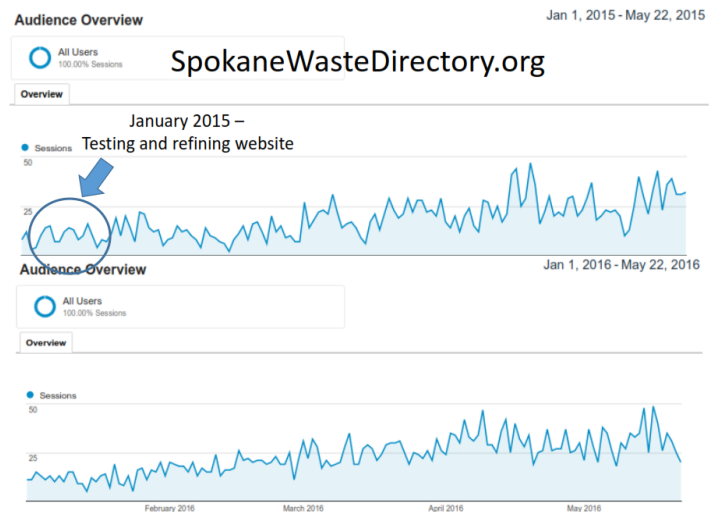 Audience Overview
Jan 1, 2015 - May 22, 2015
All Users
100.00% Sessions
SpokaneWasteDirectory.org
Overview
January 2015 –
Testing and refining website
Sessions
50
25
Audience Overview
Jan 1, 2016 - May 22, 2016
All Users
100.00% Sessions
Overview
Sessions
50
25
February 2016
March 2016
April 2016
May 2016